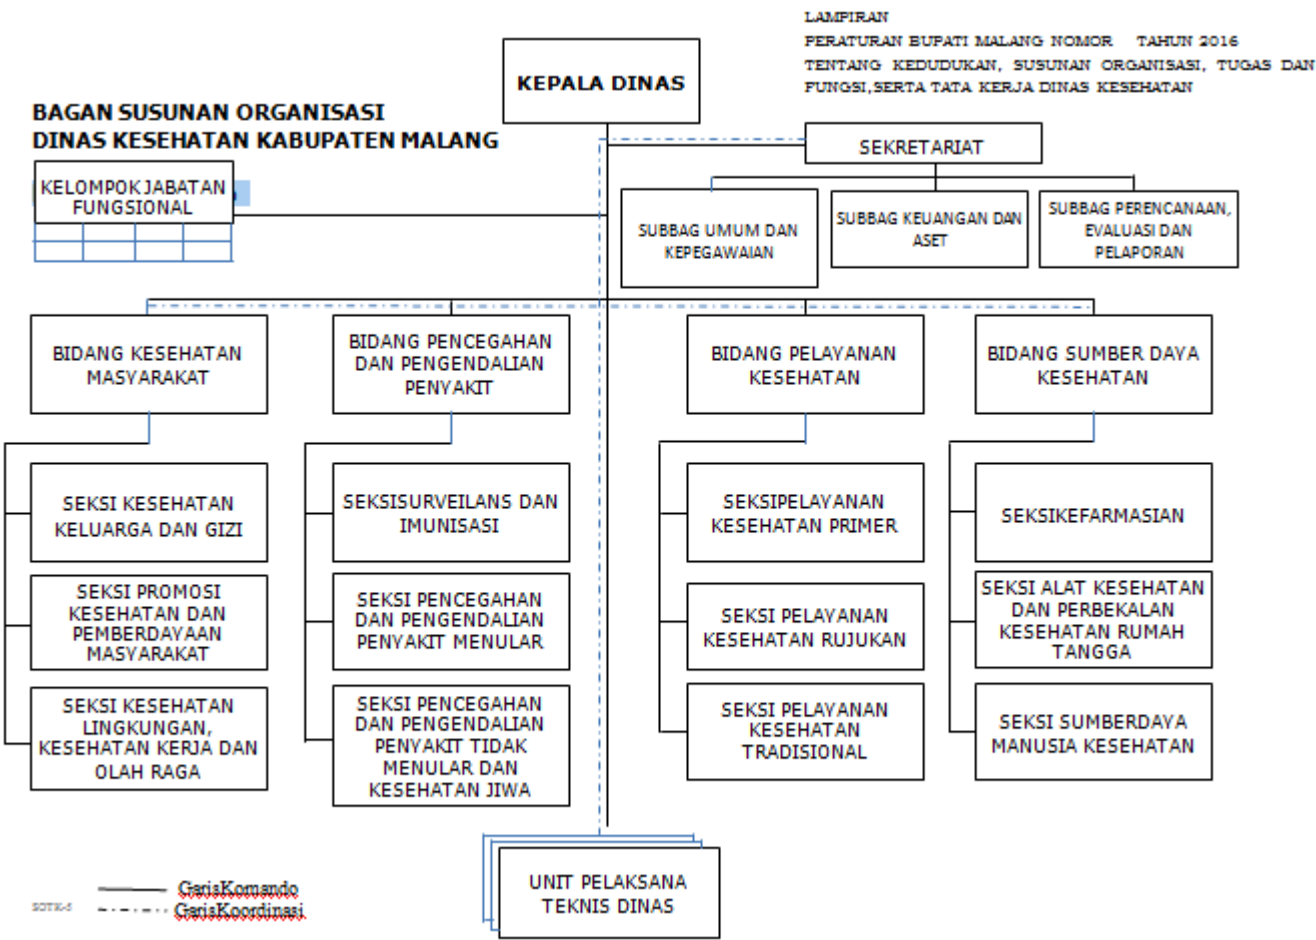 LAMPIRAN
PERATURAN BUPATI MALANG NOMOR TAHUN 2016
TENTANG KEDUDUKAN, SUSUNAN ORGANISASI, TUGAS DAN
FUNGSI,SERTA TATA KERJA DINAS KESEHATAN
KEPALA DINAS
BAGAN SUSUNAN ORGANISASI
DINAS KESEHATAN KABUPATEN MALANG
SEKRETARIAT
KELOMPOK JABATAN
FUNGSIONAL
SUBBAG UMUM DAN
KEPEGAWAIAN
SUBBAG KEUANGAN DAN
ASET
SUBBAG PERENCANAAN,
EVALUASI DAN
PELAPORAN
BIDANG KESEHATAN
MASYARAKAT
BIDANG PENCEGAHAN
DAN PENGENDALIAN
PENYAKIT
BIDANG PELAYANAN
KESEHATAN
BIDANG SUMBER DAYA
KESEHATAN
SEKSI KESEHATAN
KELUARGA DAN GIZI
SEKSISURVEILANS DAN
IMUNISASI
SEKSIPELAYANAN
KESEHATAN PRIMER
SEKSIKEFARMASIAN
SEKSI PROMOSI
KESEHATAN DAN
PEMBERDAYAAN
MASYARAKAT
SEKSI PENCEGAHAN
DAN PENGENDALIAN
PENYAKIT MENULAR
SEKSI PELAYANAN
KESEHATAN RUJUKAN
SEKSI ALAT KESEHATAN
DAN PERBEKALAN
KESEHATAN RUMAH
TANGGA
SEKSI KESEHATAN
LINGKUNGAN,
KESEHATAN KERJA DAN
OLAH RAGA
SEKSI PENCEGAHAN
DAN PENGENDALIAN
PENYAKIT TIDAK
MENULAR DAN
KESEHATAN JIWA
SEKSI PELAYANAN
KESEHATAN
TRADISIONAL
SEKSI SUMBERDAYA
MANUSIA KESEHATAN
UNIT PELAKSANA
TEKNIS DINAS
GarisKomando
SOTK-5
GarisKoordinasi